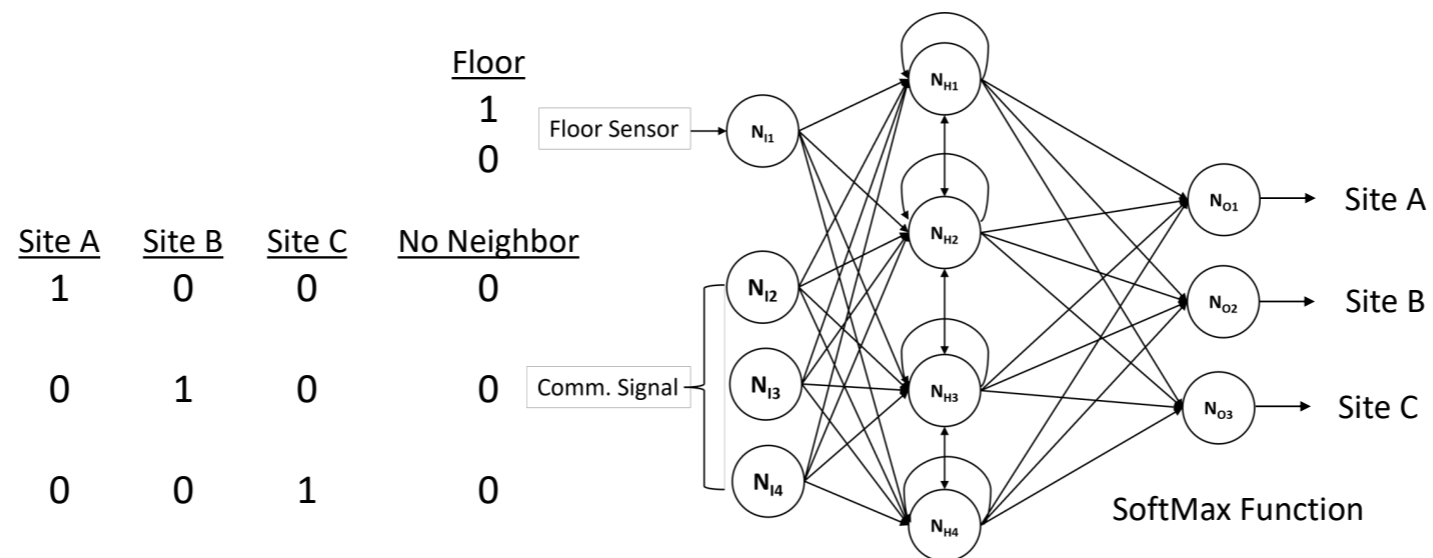 Floor
1
0
Floor Sensor
Site A Site B Site C No Neighbor
1 0 0 0
0 1 0 0
0 0 1 0
Comm. Signal
N_I1
N_I2
N_I3
N_I4
N_H1
N_H2
N_H3
N_H4
N_O1
N_O2
N_O3
Site A
Site B
Site C
SoftMax Function